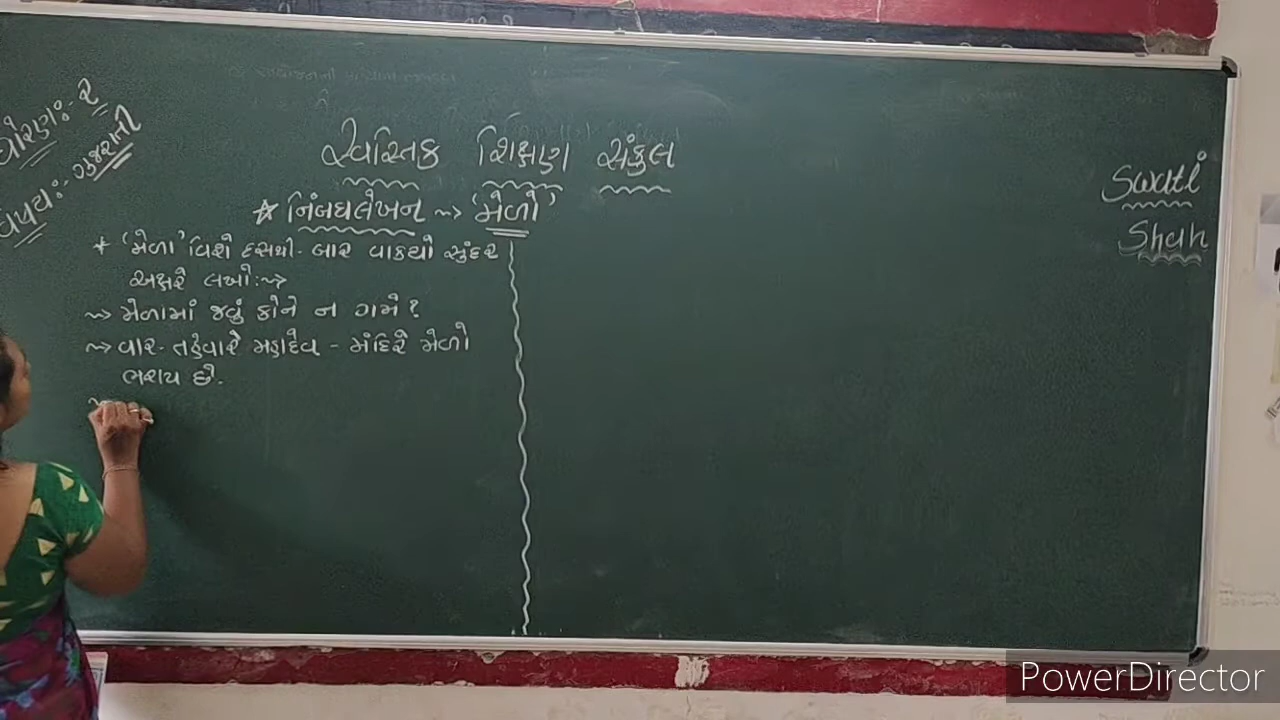 ધોરણ:- ૨
વિષય:- ગુજરાતી
સ્વસ્તિક શિક્ષણ સંકુલ
નિબંધલેખન ~> 'મેળો'
* 'મેળા' વિશે દસથી- બાર વાક્યો સુંદર
અક્ષરે લખો:~>
~> મેળામાં જવું કોને ન ગમે?
~> વાર- તહેવારે મહાદેવ - મંદિરે મેળો
ભરાય છે.
Swati
Shah
PowerDirector